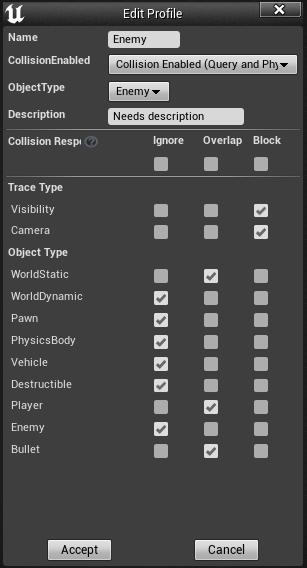 Edit Profile
Name Enemy
CollisionEnabled Collision Enabled (Query and Phy
ObjectType Enemy
Description Needs description
Collision Respo Ignore Overlap Block
Trace Type
Visibility
Camera
Object Type
WorldStatic
WorldDynamic
Pawn
PhysicsBody
Vehicle
Destructible
Player
Enemy
Bullet
Accept Cancel